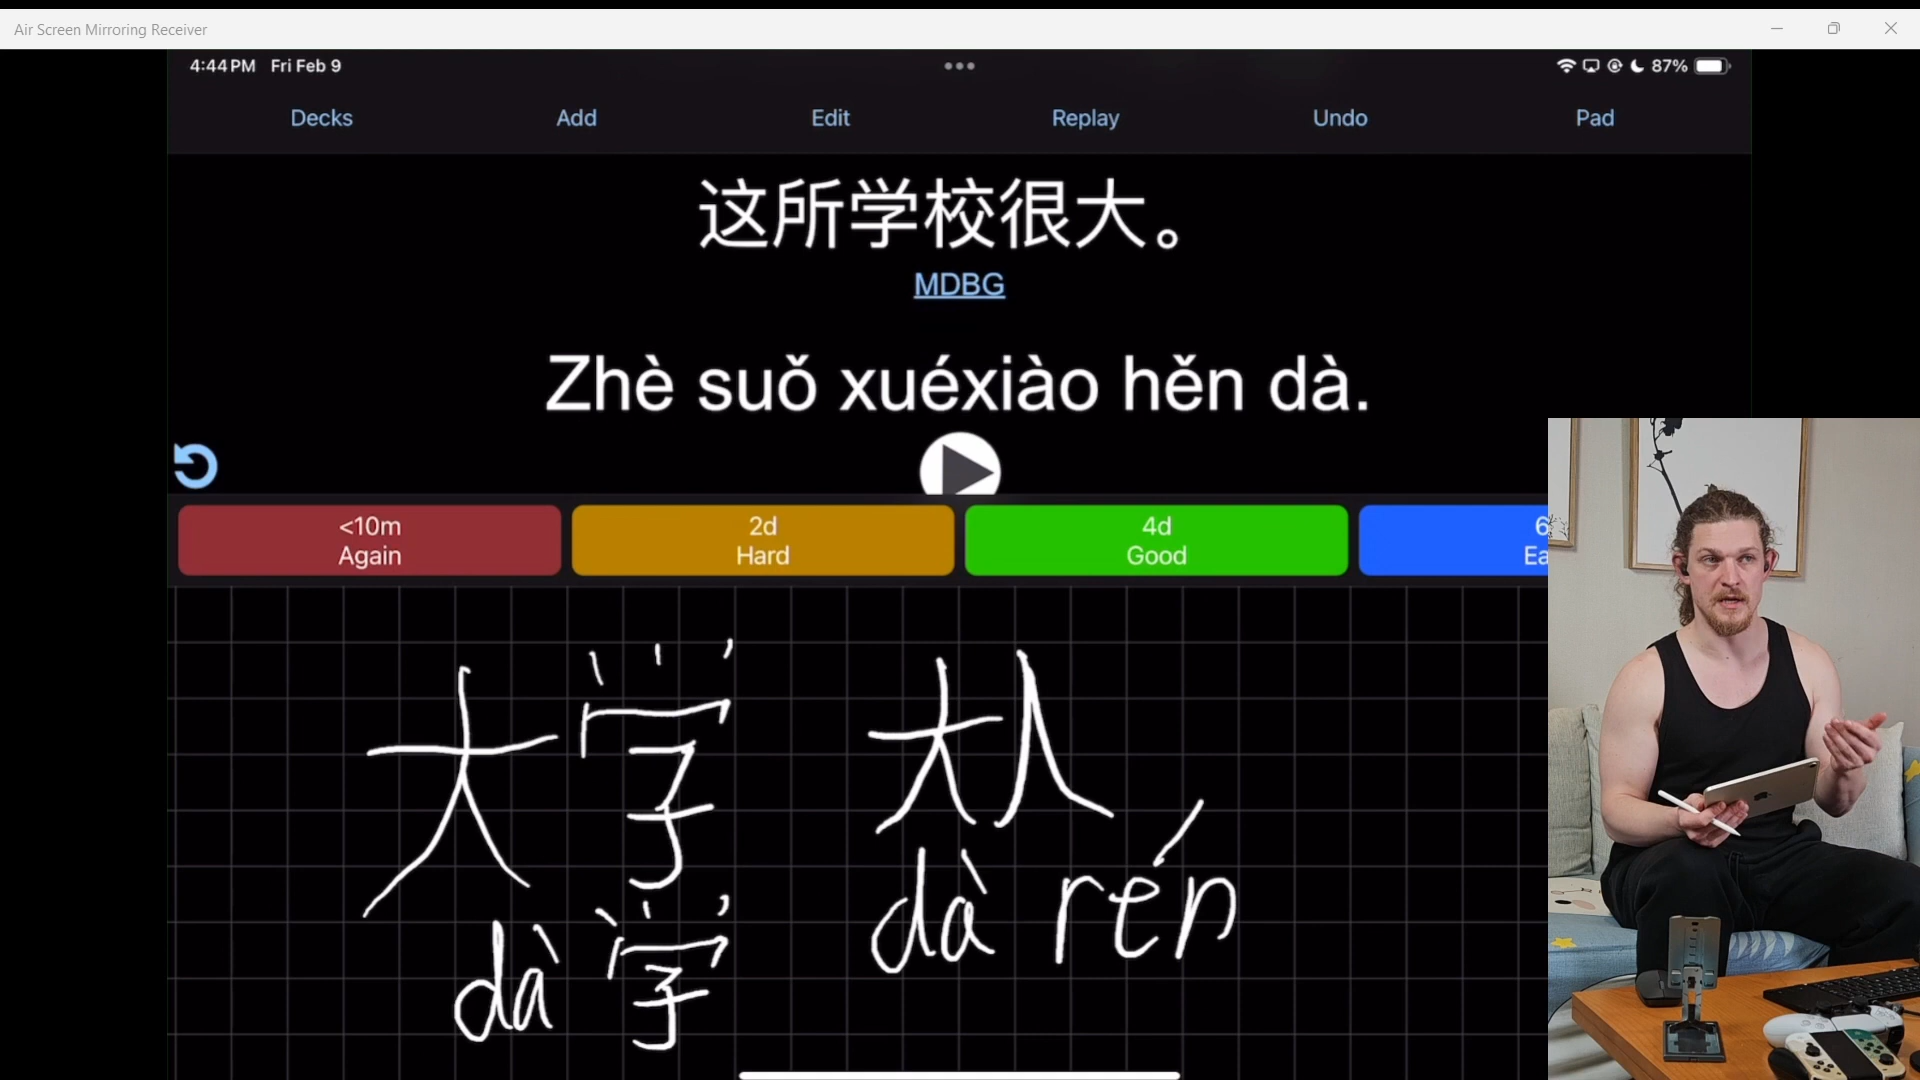 Air Screen Mirroring Receiver
4:44 PM Fri Feb 9
87%
Decks Add Edit Replay Undo Pad
这所学校很大。
MDBG
Zhè suǒ xuéxiào hěn dà.
<10m 2d 4d 6
Again Hard Good Ea
大学 大人
dà 学 dà rén